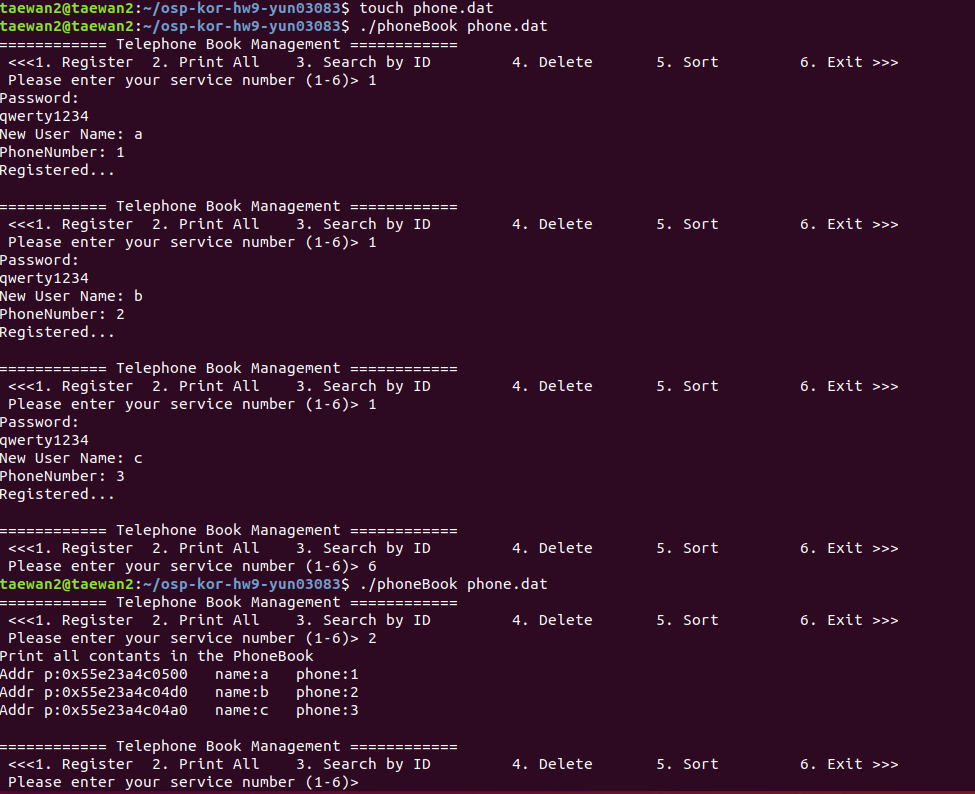 taewan2@taewan2:~/osp-kor-hw9-yun03083$ touch phone.dat
taewan2@taewan2:~/osp-kor-hw9-yun03083$ ./phoneBook phone.dat
============ Telephone Book Management ============
 <<<1. Register  2. Print All    3. Search by ID         4. Delete       5. Sort         6. Exit >>>
 Please enter your service number (1-6)> 1
Password:
qwerty1234
New User Name: a
PhoneNumber: 1
Registered...

============ Telephone Book Management ============
 <<<1. Register  2. Print All    3. Search by ID         4. Delete       5. Sort         6. Exit >>>
 Please enter your service number (1-6)> 1
Password:
qwerty1234
New User Name: b
PhoneNumber: 2
Registered...

============ Telephone Book Management ============
 <<<1. Register  2. Print All    3. Search by ID         4. Delete       5. Sort         6. Exit >>>
 Please enter your service number (1-6)> 1
Password:
qwerty1234
New User Name: c
PhoneNumber: 3
Registered...

============ Telephone Book Management ============
 <<<1. Register  2. Print All    3. Search by ID         4. Delete       5. Sort         6. Exit >>>
 Please enter your service number (1-6)> 6
taewan2@taewan2:~/osp-kor-hw9-yun03083$ ./phoneBook phone.dat
============ Telephone Book Management ============
 <<<1. Register  2. Print All    3. Search by ID         4. Delete       5. Sort         6. Exit >>>
 Please enter your service number (1-6)> 2
Print all contants in the PhoneBook
Addr p:0x55e23a4c0500   name:a   phone:1
Addr p:0x55e23a4c04d0   name:b   phone:2
Addr p:0x55e23a4c04a0   name:c   phone:3

============ Telephone Book Management ============
 <<<1. Register  2. Print All    3. Search by ID         4. Delete       5. Sort         6. Exit >>>
 Please enter your service number (1-6)>